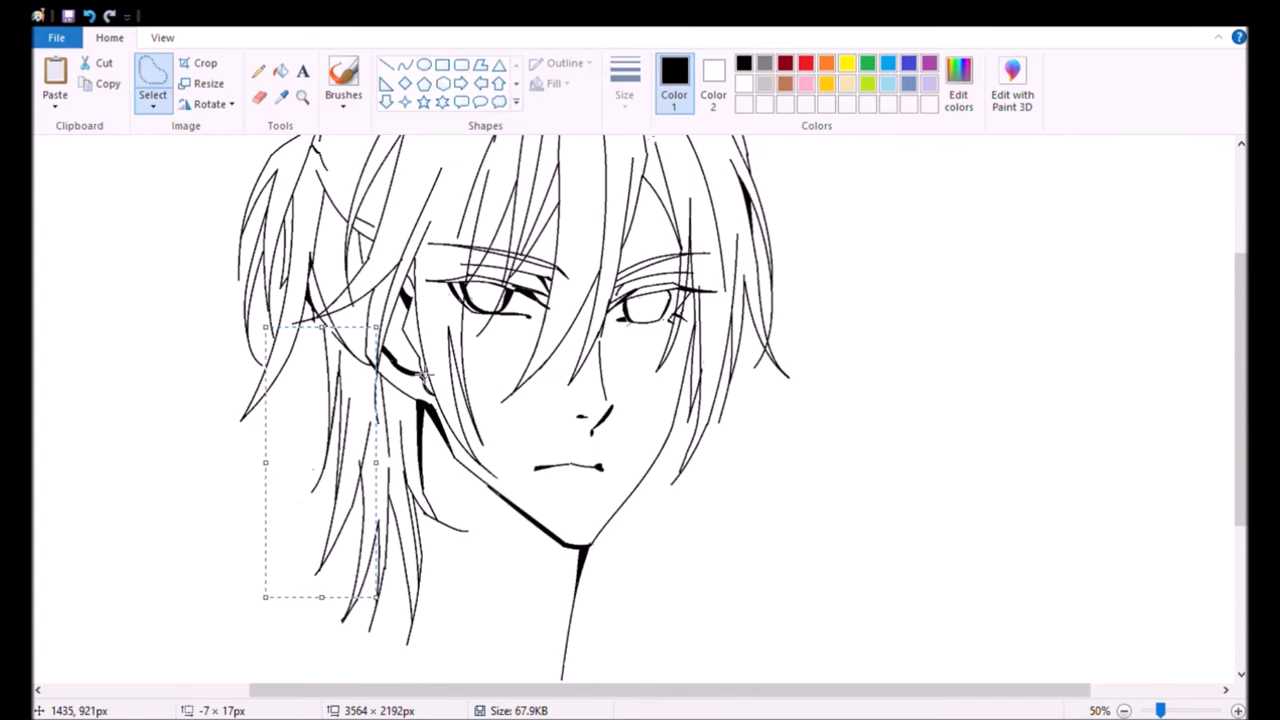 File Home View
Paste Cut Copy Select Crop Resize Rotate A Brushes Outline Fill Size Color 1 Color 2 Edit colors Edit with Paint 3D
Clipboard Image Tools Shapes Colors
1435, 921px -7 × 17px 3564 × 2192px Size: 67.9KB 50%